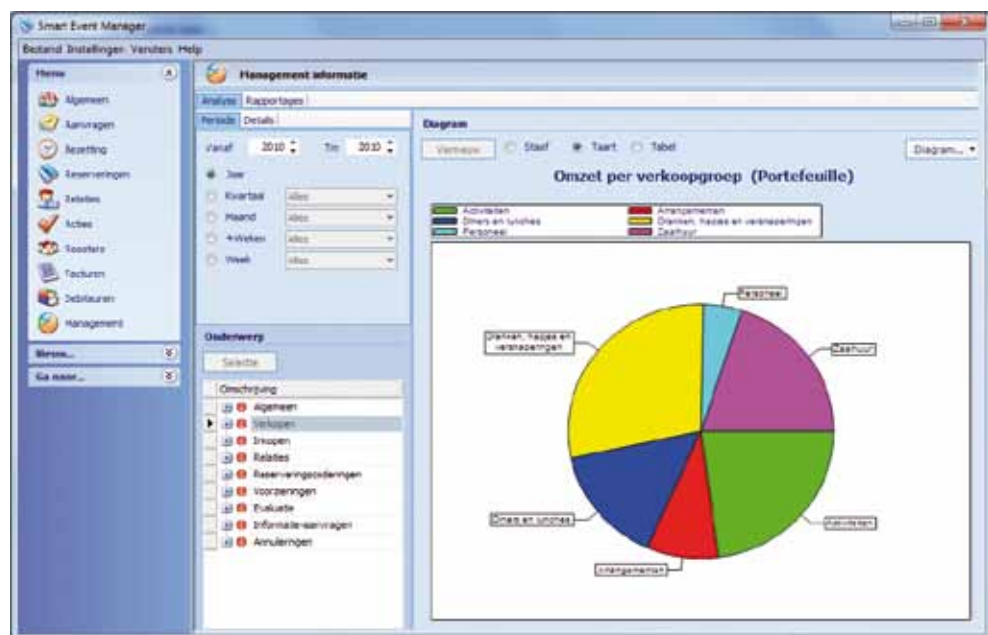 Smart Event Manager
Bestand Instellingen Vensters Help
Menu
Algemeen
Aanvragen
Bezetting
Reserveringen
Relaties
Acties
Roosters
Facturen
Debiteuren
Management
Nieuw...
Ga naar...
Management informatie
Analyse Rapportages
Periode Details
Vanaf 2010 Tm 2010
Jaar
Kwartaal Alles
Maand Alles
4-Weken Alles
Week Alles
Onderwerp
Selectie
Omschrijving
Algemeen
Verkopen
Inkopen
Relaties
Reserveringscoderingen
Voorzieningen
Evaluatie
Informatie-aanvragen
Annuleringen
Diagram
Vernieuw Staaf Taart Tabel Diagram...
Omzet per verkoopgroep (Portefeuille)
Activiteiten Arrangementen
Diners en lunches Dranken, hapjes en versnaperingen
Personeel Zaalhuur
Personeel
Dranken, hapjes en
versnaperingen
Zaalhuur
Diners en lunches
Activiteiten
Arrangementen